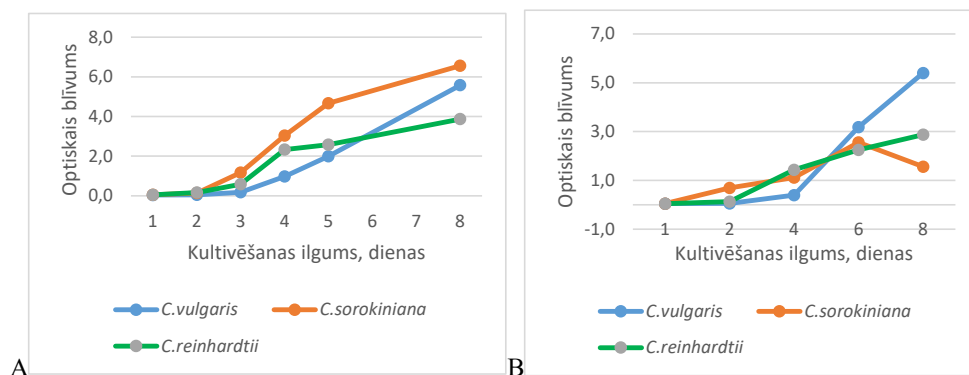 8,0
6,0
4,0
2,0
0,0
Optiskais blīvums
1 2 3 4 5 6 7 8
Kultivēšanas ilgums, dienas
C.vulgaris C.sorokiniana
C.reinhardtii
A
7,0
5,0
3,0
1,0
-1,0
Optiskais blīvums
1 2 4 6 8
Kultivēšanas ilgums, dienas
C.vulgaris C.sorokiniana
C.reinhardtii
B